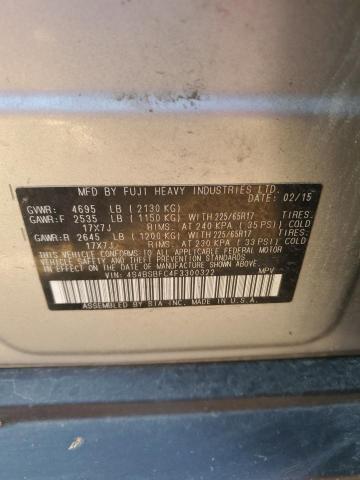 MFD BY FUJI HEAVY INDUSTRIES LTD.
DATE: 02/15
GVWR: 4695 LB (2130 KG)
GAWR:F 2535 LB (1150 KG) WITH 225/65R17 TIRES.
17X7J RIMS. AT 240 KPA (35 PSI) COLD
GAWR:R 2645 LB (1200 KG) WITH 225/65R17 TIRES.
17X7J RIMS. AT 230 KPA (33 PSI) COLD
THIS VEHICLE CONFORMS TO ALL APPLICABLE FEDERAL MOTOR
VEHICLE SAFETY, BUMPER, AND THEFT PREVENTION STANDARDS
IN EFFECT ON THE DATE OF MANUFACTURE SHOWN ABOVE.
VIN: 4S4BSBFC4F3300322 MPV
ASSEMBLED BY SIA INC. MADE IN U.S.A.